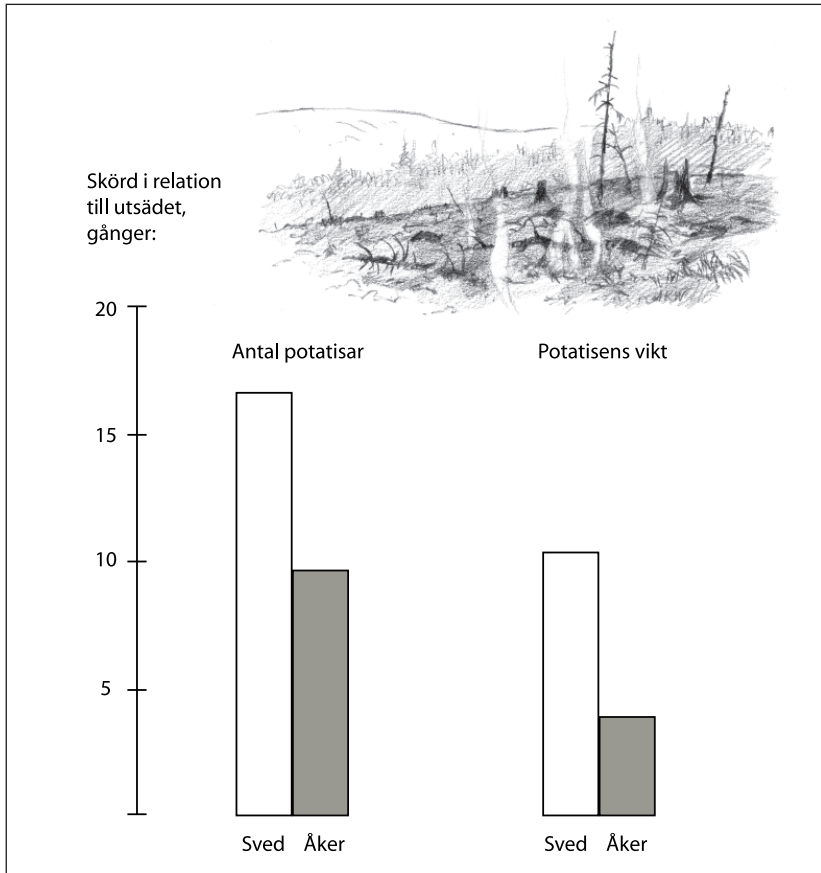 Skörd i relation
till utsädet,
gånger:
20
Antal potatisar
Potatisens vikt
15
10
5
Sved Åker
Sved Åker